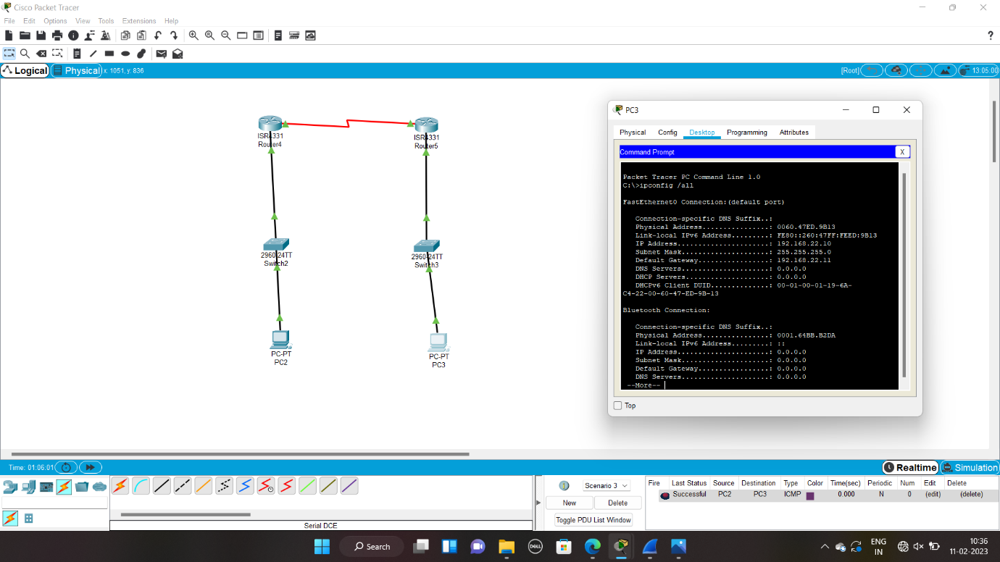 Cisco Packet Tracer
File Edit Options View Tools Extensions Help
?
Logical Physical x: 1051, y: 836 [Root] 13:05:00
PC3
Physical Config Desktop Programming Attributes
Command Prompt X
Packet Tracer PC Command Line 1.0
C:\>ipconfig /all
FastEthernet0 Connection:(default port)
Connection-specific DNS Suffix..:
Physical Address................: 0060.47ED.9B13
Link-local IPv6 Address.........: FE80::260:47FF:FEED:9B13
IP Address......................: 192.168.22.10
Subnet Mask.....................: 255.255.255.0
Default Gateway.................: 192.168.22.11
DNS Servers.....................: 0.0.0.0
DHCP Servers....................: 0.0.0.0
DHCPv6 Client DUID..............: 00-01-00-01-19-6A-
C4-22-00-60-47-ED-9B-13
Bluetooth Connection:
Connection-specific DNS Suffix..:
Physical Address................: 0001.64BB.B2DA
Link-local IPv6 Address.........: ::
IP Address......................: 0.0.0.0
Subnet Mask.....................: 0.0.0.0
Default Gateway.................: 0.0.0.0
DNS Servers.....................: 0.0.0.0
--More--
Top
ISR4331
Router4
ISR4331
Router5
2960-24TT
Switch2
2960-24TT
Switch3
PC-PT
PC2
PC-PT
PC3
Time: 01:06:01 Realtime Simulation
Serial DCE
Scenario 3
New Delete
Toggle PDU List Window
Fire Last Status Source Destination Type Color Time(sec) Periodic Num Edit Delete
Successful PC2 PC3 ICMP 0.000 N 0 (edit) (delete)
Search
DELL
ENG
IN
10:36
11-02-2023